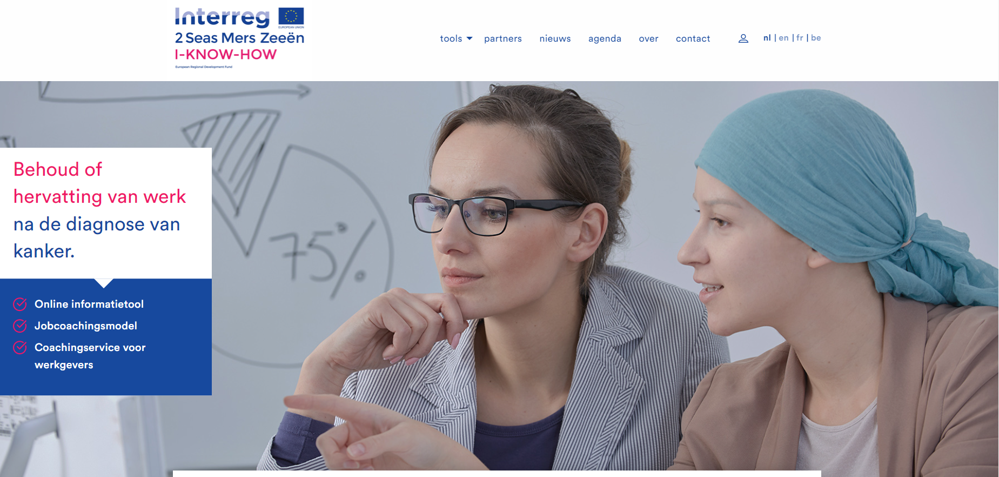 Interreg
EUROPEAN UNION
2 Seas Mers Zeeën
I-KNOW-HOW
European Regional Development Fund
tools partners nieuws agenda over contact nl | en | fr | be
Behoud of
hervatting van werk
na de diagnose van
kanker.
Online informatietool
Jobcoachingsmodel
Coachingservice voor
werkgevers
75%